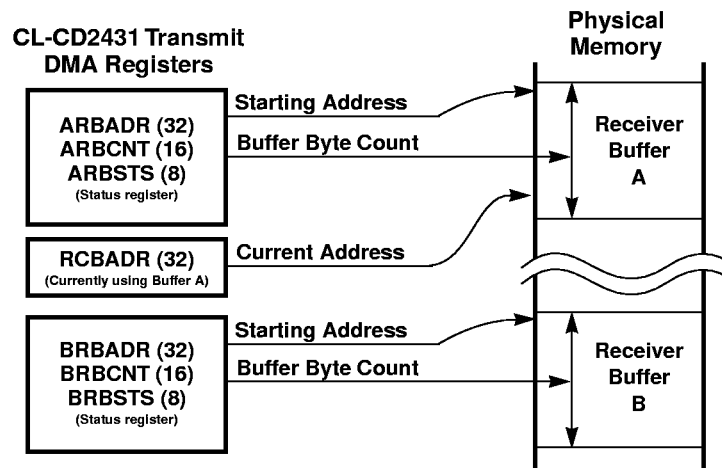 CL-CD2431 Transmit
DMA Registers
Physical
Memory
ARBADR (32)
ARBCNT (16)
ARBSTS (8)
(Status register)
Starting Address
Buffer Byte Count
Receiver
Buffer
A
RCBADR (32)
(Currently using Buffer A)
Current Address
BRBADR (32)
BRBCNT (16)
BRBSTS (8)
(Status register)
Starting Address
Buffer Byte Count
Receiver
Buffer
B